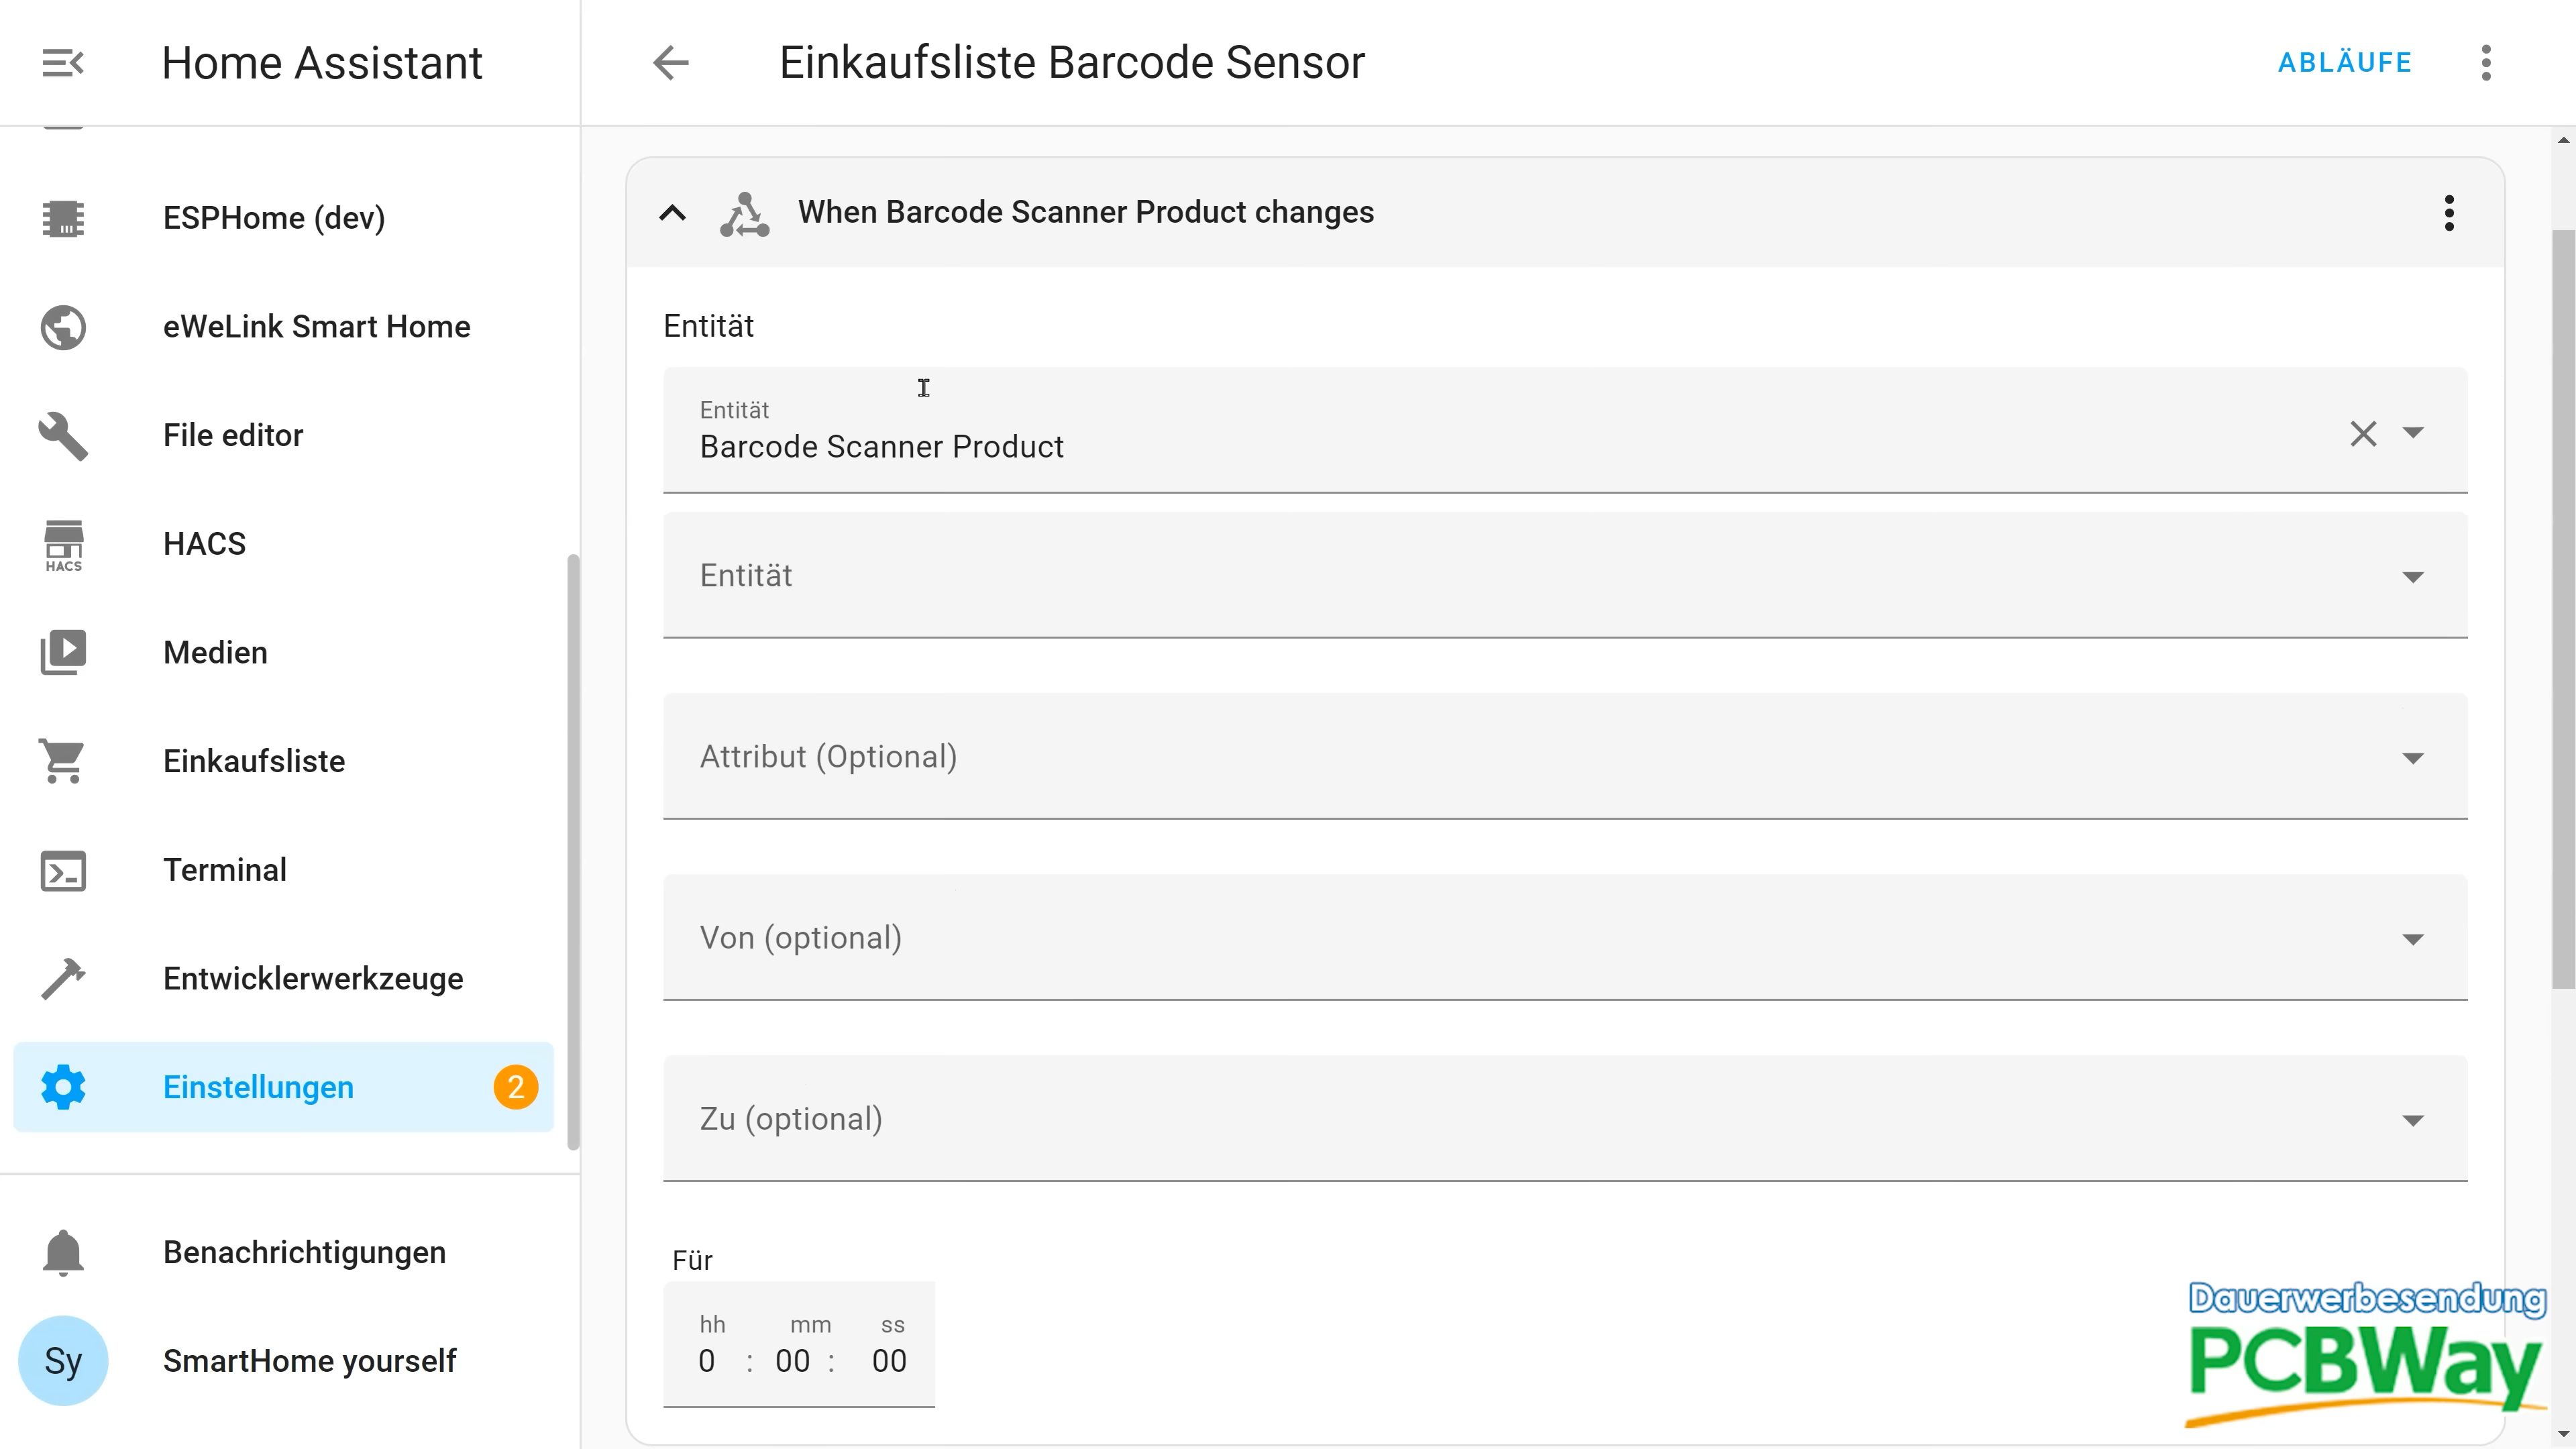 Home Assistant
Einkaufsliste Barcode Sensor
ABLÄUFE
ESPHome (dev)
eWeLink Smart Home
File editor
HACS
HACS
Medien
Einkaufsliste
Terminal
Entwicklerwerkzeuge
Einstellungen
2
Benachrichtigungen
Sy
SmartHome yourself
When Barcode Scanner Product changes
Entität
Entität
Barcode Scanner Product
Entität
Attribut (Optional)
Von (optional)
Zu (optional)
Für
hh mm ss
0 : 00 : 00
Dauerwerbesendung
PCBWay